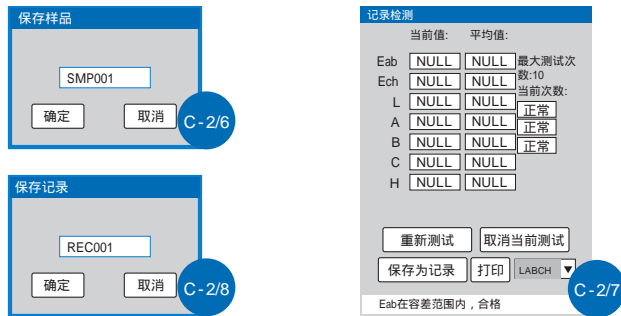 保存样品
SMP001
确定 取消
C-2/6
保存记录
REC001
确定 取消
C-2/8
记录检测
当前值: 平均值:
Eab NULL NULL 最大测试次
数:10
Ech NULL NULL
当前次数:
L NULL NULL 正常
A NULL NULL 正常
B NULL NULL 正常
C NULL NULL
H NULL NULL
重新测试 取消当前测试
保存为记录 打印 LABCH
C-2/7
Eab在容差范围内，合格